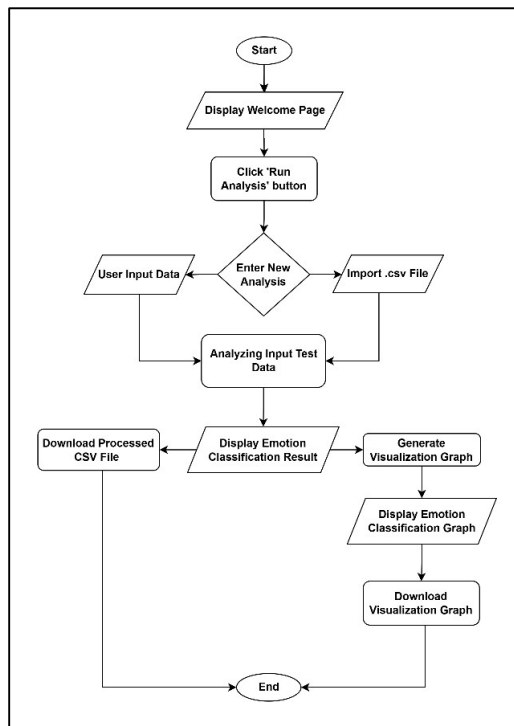 Start
Display Welcome Page
Click 'Run
Analysis' button
Enter New
Analysis
User Input Data
Import .csv File
Analyzing Input Test
Data
Download Processed
CSV File
Display Emotion
Classification Result
Generate
Visualization Graph
Display Emotion
Classification Graph
Download
Visualization Graph
End